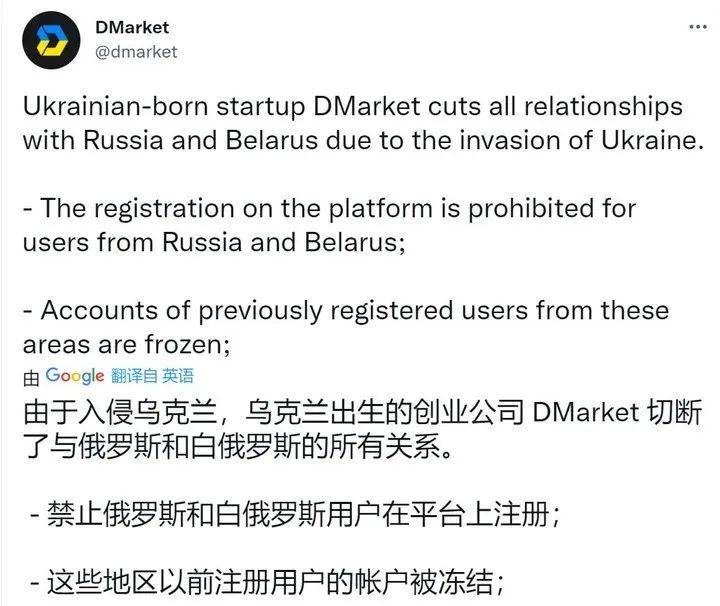 DMarket
@dmarket
Ukrainian-born startup DMarket cuts all relationships
with Russia and Belarus due to the invasion of Ukraine.
- The registration on the platform is prohibited for
users from Russia and Belarus;
- Accounts of previously registered users from these
areas are frozen;
由 Google 翻译自 英语
由于入侵乌克兰，乌克兰出生的创业公司 DMarket 切断
了与俄罗斯和白俄罗斯的所有关系。
- 禁止俄罗斯和白俄罗斯用户在平台上注册；
- 这些地区以前注册用户的帐户被冻结；